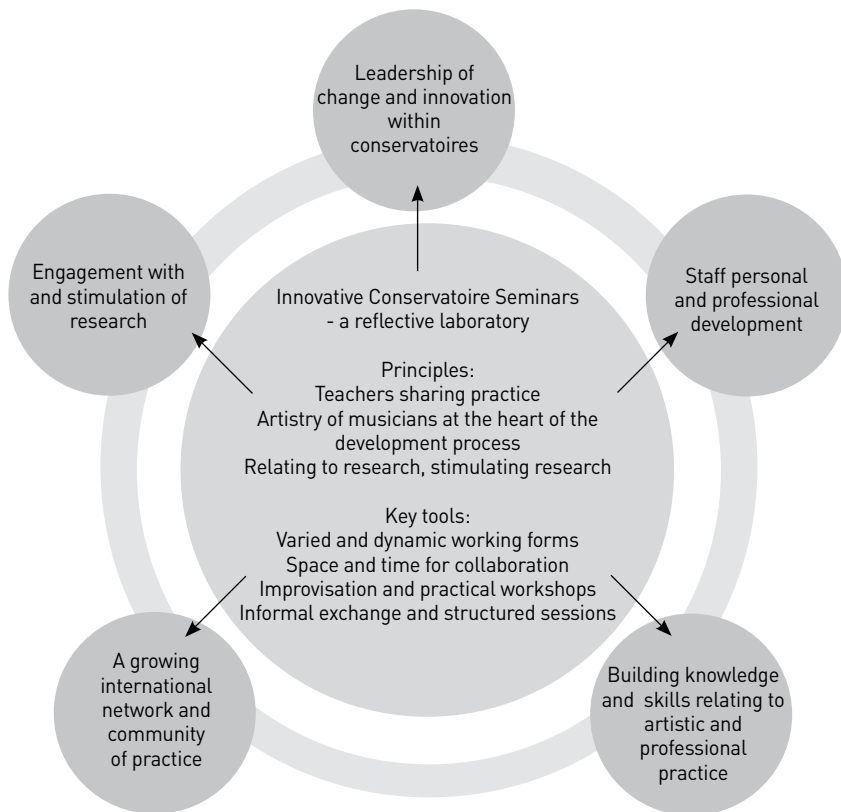 Leadership of
change and innovation
within
conservatoires
Engagement with
and stimulation of
research
Staff personal
and professional
development
Innovative Conservatoire Seminars
- a reflective laboratory
Principles:
Teachers sharing practice
Artistry of musicians at the heart of the
development process
Relating to research, stimulating research
Key tools:
Varied and dynamic working forms
Space and time for collaboration
Improvisation and practical workshops
Informal exchange and structured sessions
A growing
international
network and
community
of practice
Building knowledge
and skills relating to
artistic and
professional
practice